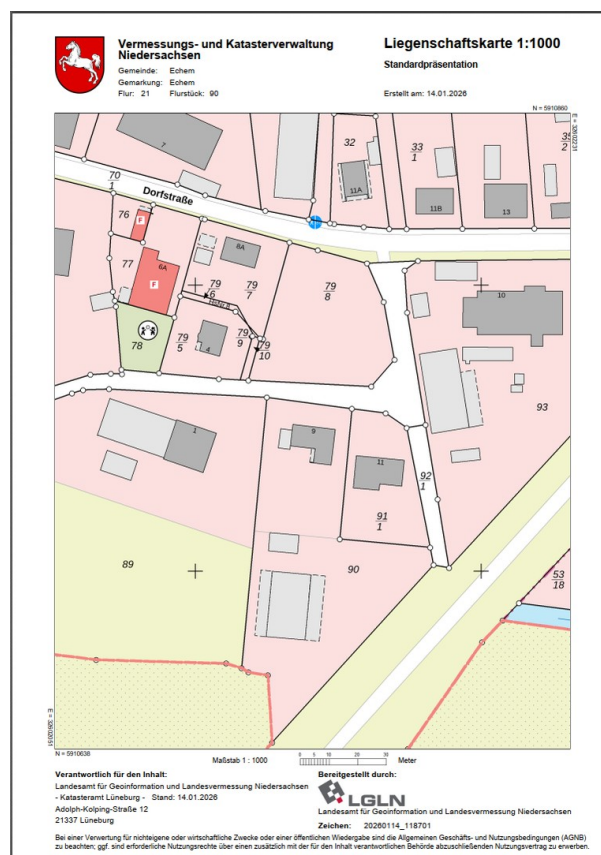 Vermessungs- und Katasterverwaltung
Niedersachsen
Gemeinde: Echem
Gemarkung: Echem
Flur: 21 Flurstück: 90
Liegenschaftskarte 1:1000
Standardpräsentation
Erstellt am: 14.01.2026
N = 5910860
7
32
33
1
35
2
11A
11B
13
70
1
Dorfstraße
76
F
77
6A
F
8A
79
6
79
7
79
8
10
79
5
4
79
9
79
10
78
93
1
9
11
92
1
91
1
89
90
53
18
N = 5910638
Maßstab 1 : 1000
0 5 10 20 30
Meter
Verantwortlich für den Inhalt:
Landesamt für Geoinformation und Landesvermessung Niedersachsen
- Katasteramt Lüneburg - Stand: 14.01.2026
Adolph-Kolping-Straße 12
21337 Lüneburg
Bereitgestellt durch:
LGLN
Landesamt für Geoinformation und Landesvermessung Niedersachsen
Zeichen: 20260114_118701
Bei einer Verwertung für nichteigene oder wirtschaftliche Zwecke oder einer öffentlichen Wiedergabe sind die Allgemeinen Geschäfts- und Nutzungsbedingungen (AGNB)
zu beachten; ggf. sind erforderliche Nutzungsrechte über einen zusätzlich mit der für den Inhalt verantwortlichen Behörde abzuschließenden Nutzungsvertrag zu erwerben.